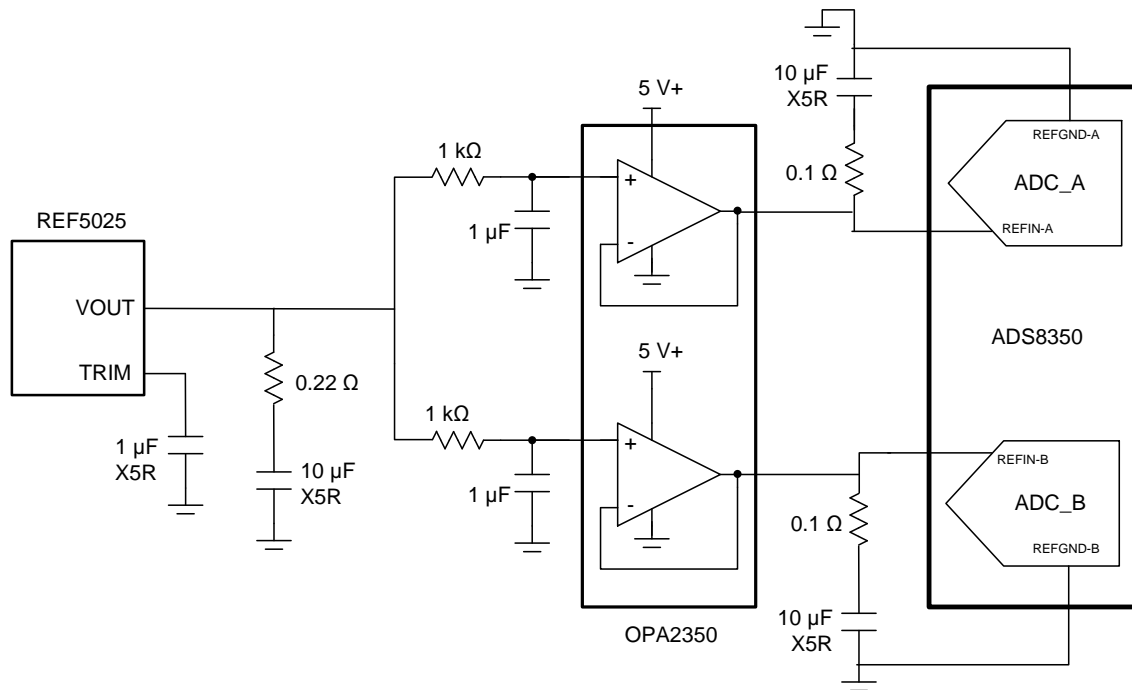 REF5025
VOUT
TRIM
1 µF
X5R
0.22 Ω
10 µF
X5R
1 kΩ
1 µF
1 kΩ
1 µF
5 V+
+
-
5 V+
+
-
OPA2350
10 µF
X5R
0.1 Ω
REFGND-A
ADC_A
REFIN-A
ADS8350
REFIN-B
ADC_B
REFGND-B
0.1 Ω
10 µF
X5R